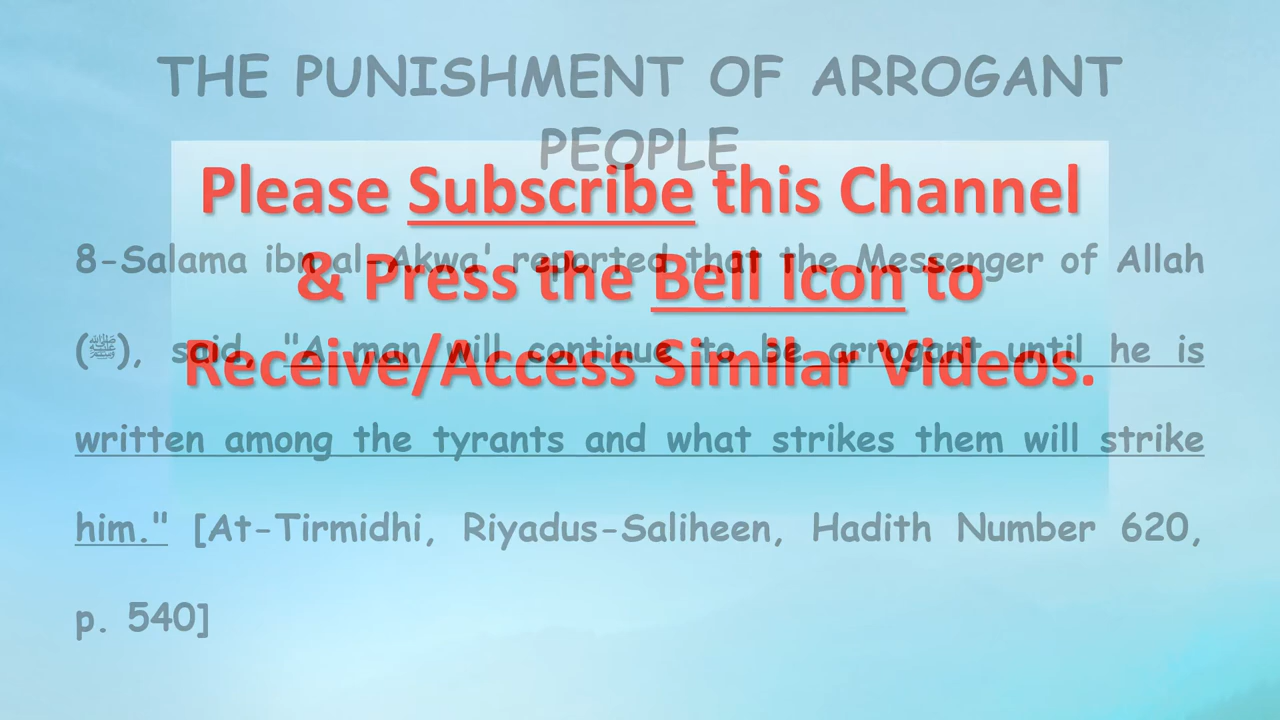 THE PUNISHMENT OF ARROGANT
PEOPLE
Please Subscribe this Channel
& Press the Bell Icon to
Receive/Access Similar Videos.
8-Salama ibn al-Akwa' reported that the Messenger of Allah
(ﷺ), said, "A man will continue to be arrogant until he is
written among the tyrants and what strikes them will strike
him." [At-Tirmidhi, Riyadus-Saliheen, Hadith Number 620,
p. 540]